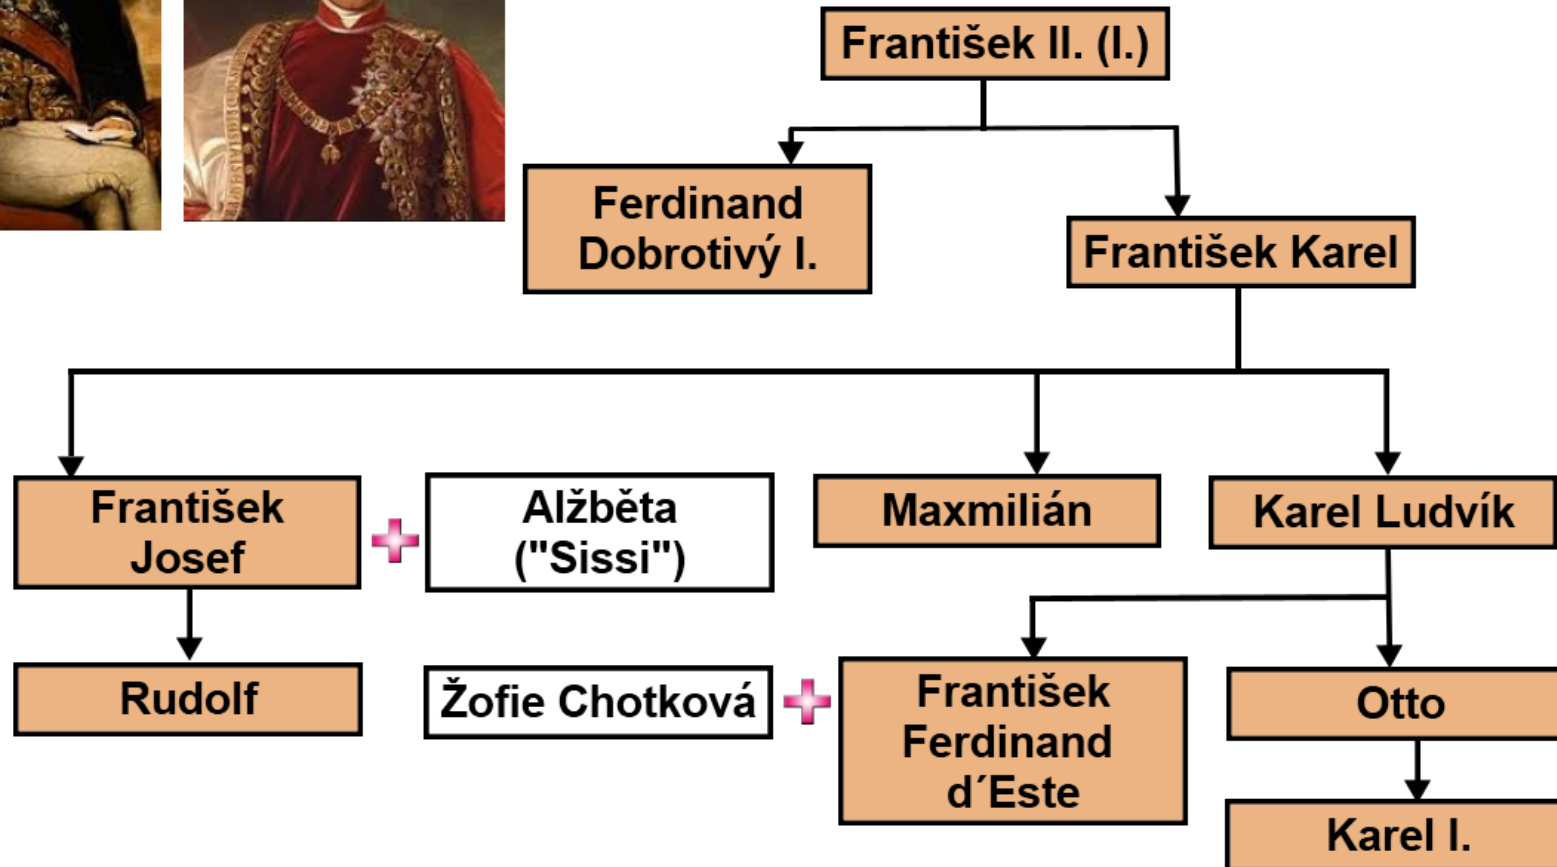 František II. (I.)
Ferdinand
Dobrotivý I.
František Karel
František
Josef
Alžběta
("Sissi")
Maxmilián
Karel Ludvík
Rudolf
Žofie Chotková
František
Ferdinand
d´Este
Otto
Karel I.